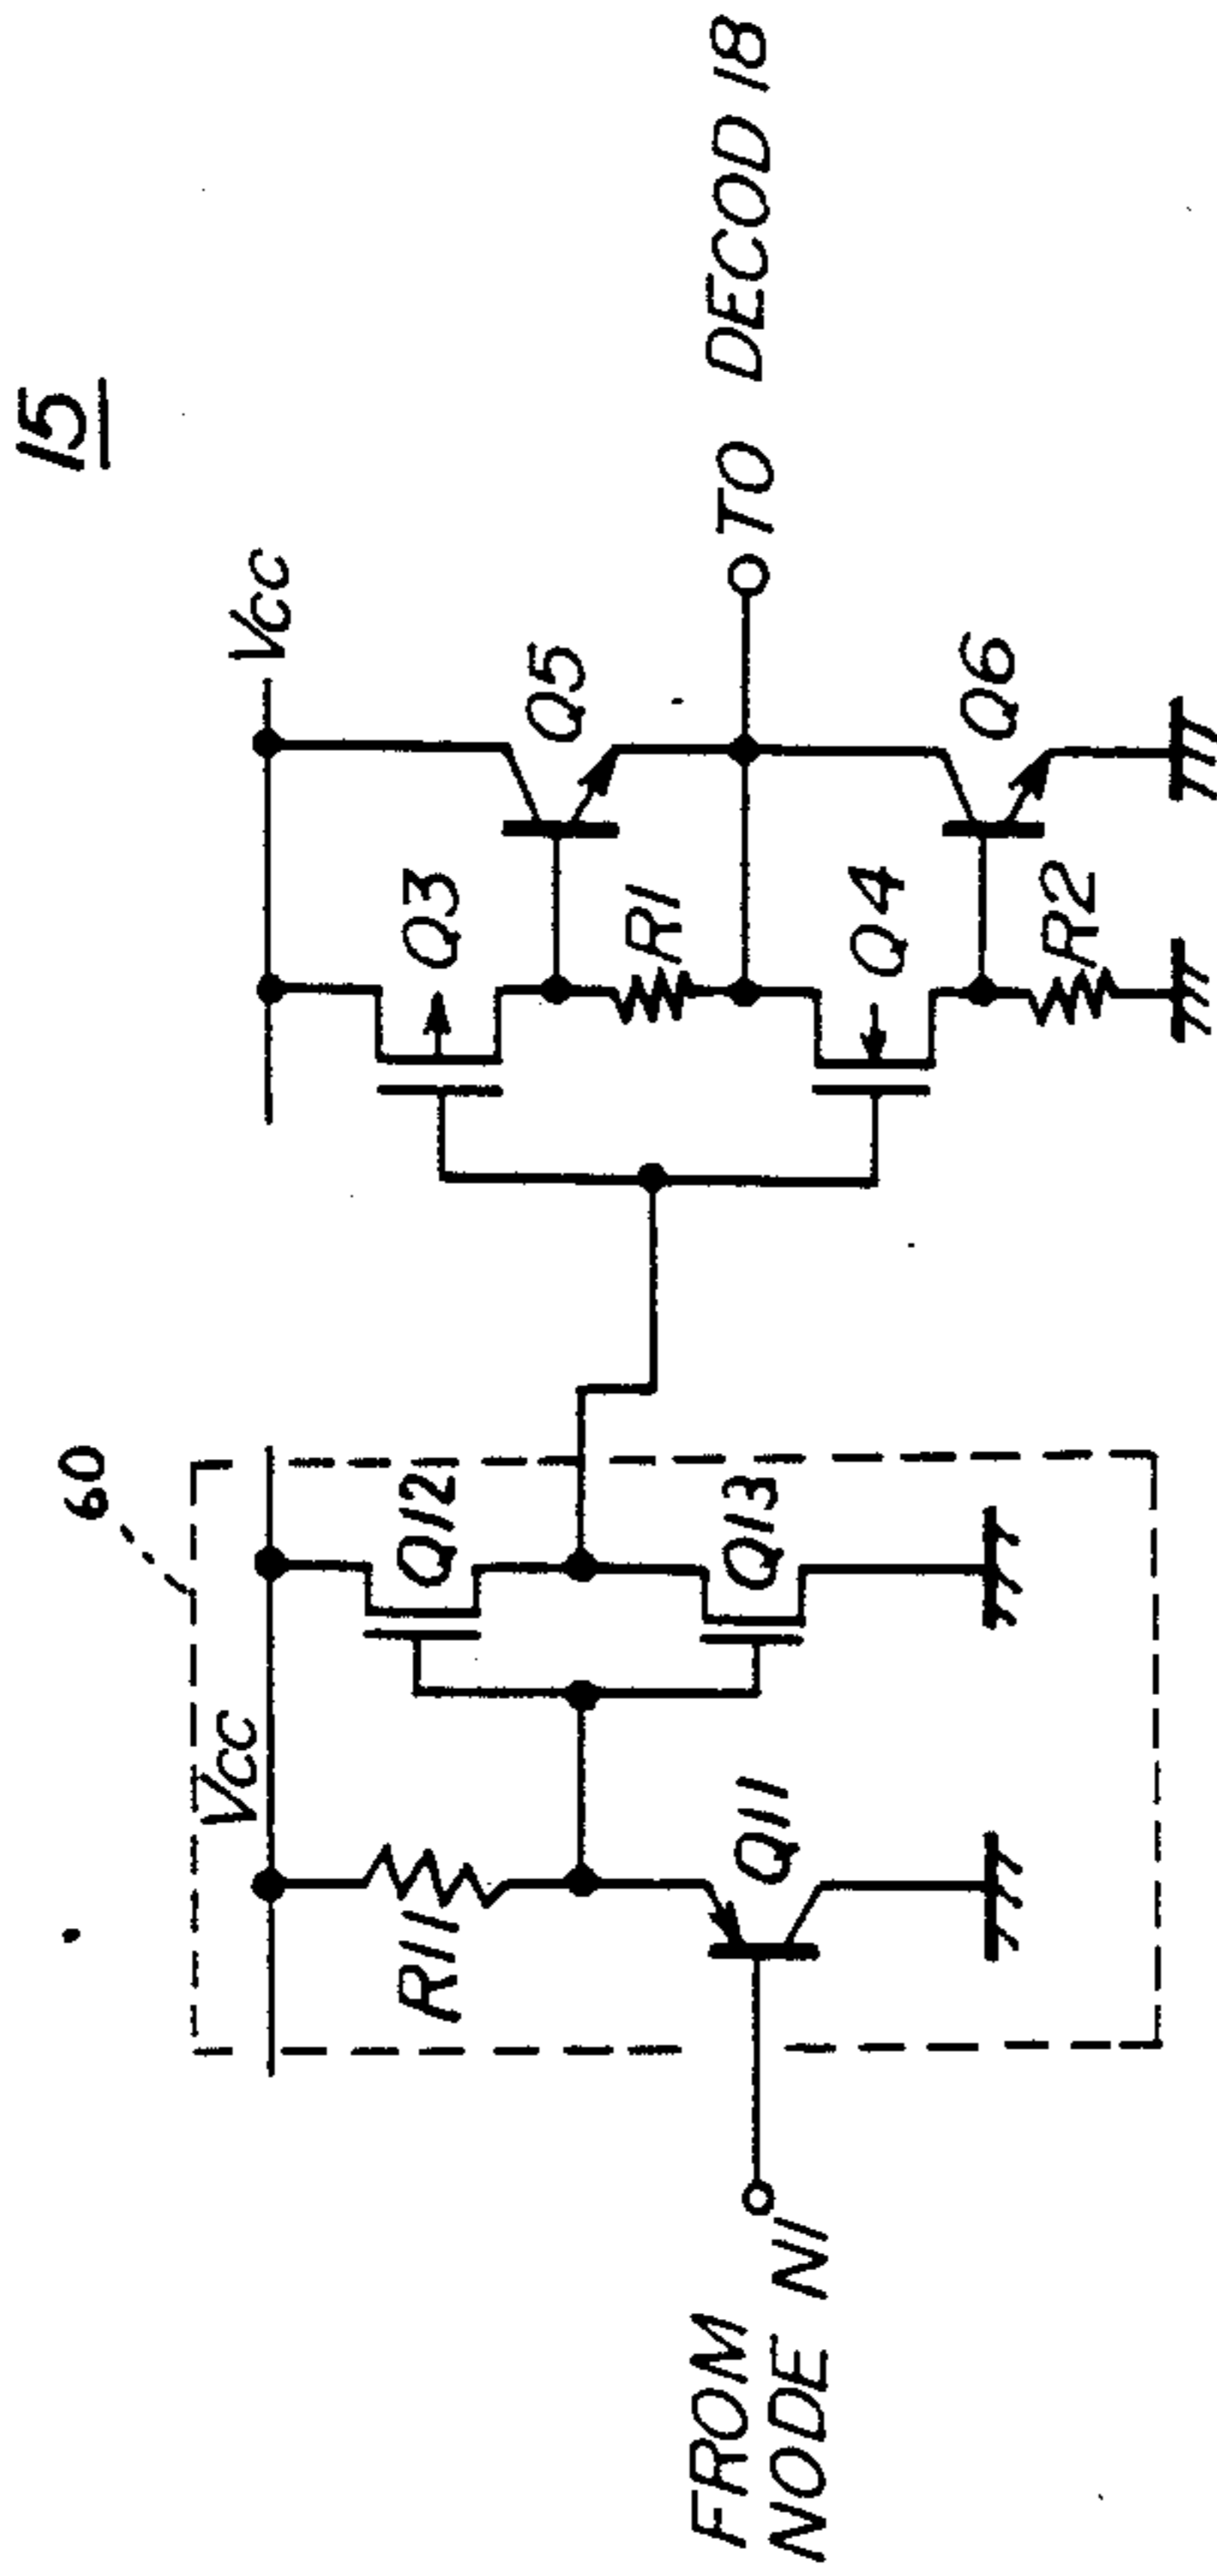 15
60
Vcc
Vcc
R11
Q12
Q3
Q5
R1
FROM
NODE N1
Q11
Q13
Q4
TO DECOD 18
R2
Q6